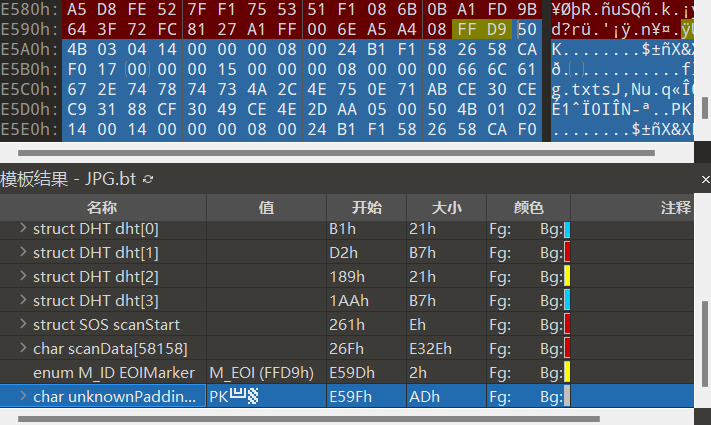 E580h: A5 D8 FE 52 7F F1 75 53 51 F1 08 6B 0B A1 FD 9B ¥ØþR.ñuSQñ.k.¡ý
E590h: 64 3F 72 FC 81 27 A1 FF 00 6E A5 A4 08 FF D9 50 d?rü.'¡ÿ.n¥¤.ÿÙ
E5A0h: 4B 03 04 14 00 00 00 08 00 24 B1 F1 58 26 58 CA K........$±ñX&X
E5B0h: F0 17 00 00 00 15 00 00 00 08 00 00 00 66 6C 61 ð............f
E5C0h: 67 2E 74 78 74 73 4A 2C 4E 75 0E 71 AB CE 30 CE g.txtsJ,Nu.q«Î
E5D0h: C9 31 88 CF 30 49 CE 4E 2D AA 05 00 50 4B 01 02 É1ˆÏ0IÎN-ª..PK
E5E0h: 14 00 14 00 00 00 08 00 24 B1 F1 58 26 58 CA F0 ........$±ñX&X
模板结果 - JPG.bt
名称 值 开始 大小 颜色 注释
struct DHT dht[0] B1h 21h Fg: Bg:
struct DHT dht[1] D2h B7h Fg: Bg:
struct DHT dht[2] 189h 21h Fg: Bg:
struct DHT dht[3] 1AAh B7h Fg: Bg:
struct SOS scanStart 261h Eh Fg: Bg:
char scanData[58158] 26Fh E32Eh Fg: Bg:
enum M_ID EOIMarker M_EOI (FFD9h) E59Dh 2h Fg: Bg:
char unknownPaddin... PK E59Fh ADh Fg: Bg: